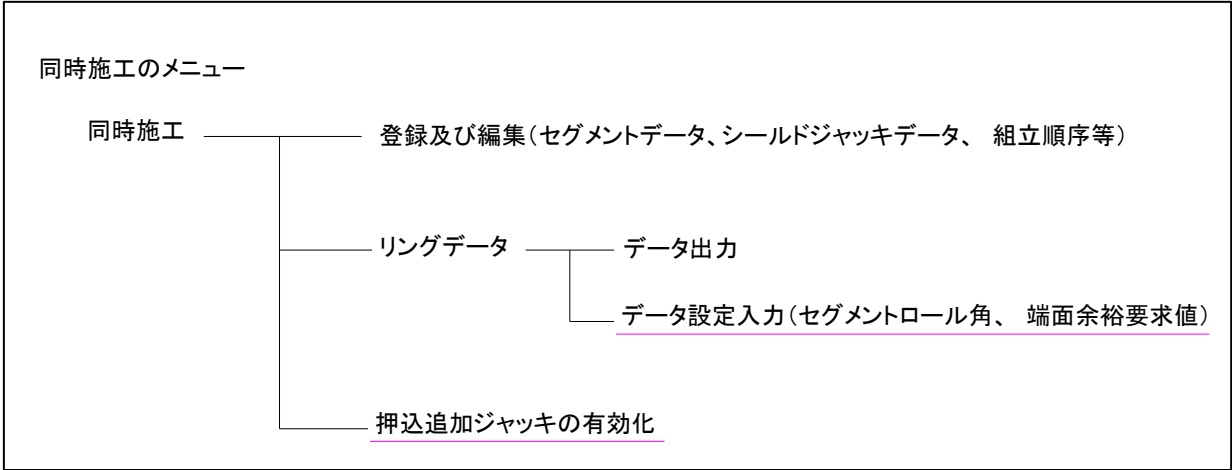 同時施工のメニュー
同時施工
登録及び編集(セグメントデータ、シールドジャッキデータ、 組立順序等)
リングデータ
データ出力
データ設定入力(セグメントロール角、 端面余裕要求値)
押込追加ジャッキの有効化